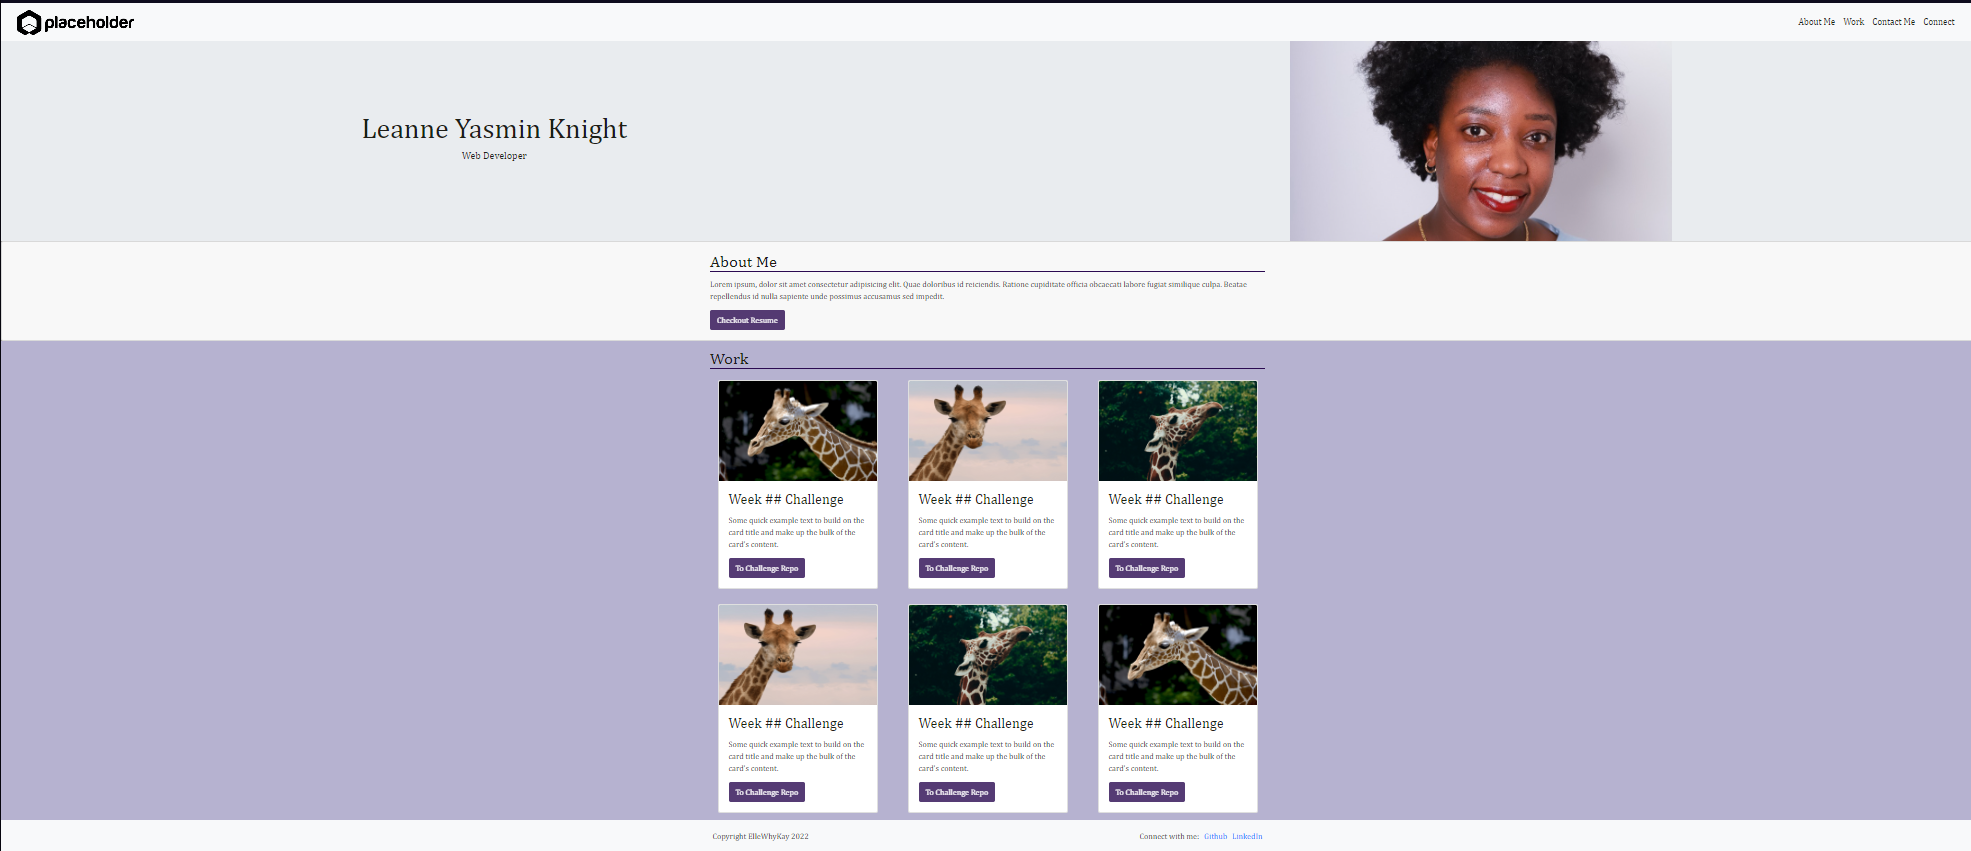 placeholder
About Me Work Contact Me Connect
Leanne Yasmin Knight
Web Developer
About Me
Lorem ipsum, dolor sit amet consectetur adipisicing elit. Quae doloribus id reiciendis. Ratione cupiditate officia obcaecati labore fugiat similique culpa. Beatae
repellendus id nulla sapiente unde possimus accusamus sed impedit.
Checkout Resume
Work
Week ## Challenge
Some quick example text to build on the
card title and make up the bulk of the
card's content.
To Challenge Repo
Week ## Challenge
Some quick example text to build on the
card title and make up the bulk of the
card's content.
To Challenge Repo
Week ## Challenge
Some quick example text to build on the
card title and make up the bulk of the
card's content.
To Challenge Repo
Week ## Challenge
Some quick example text to build on the
card title and make up the bulk of the
card's content.
To Challenge Repo
Week ## Challenge
Some quick example text to build on the
card title and make up the bulk of the
card's content.
To Challenge Repo
Week ## Challenge
Some quick example text to build on the
card title and make up the bulk of the
card's content.
To Challenge Repo
Copyright ElleWhyKay 2022
Connect with me: Github LinkedIn